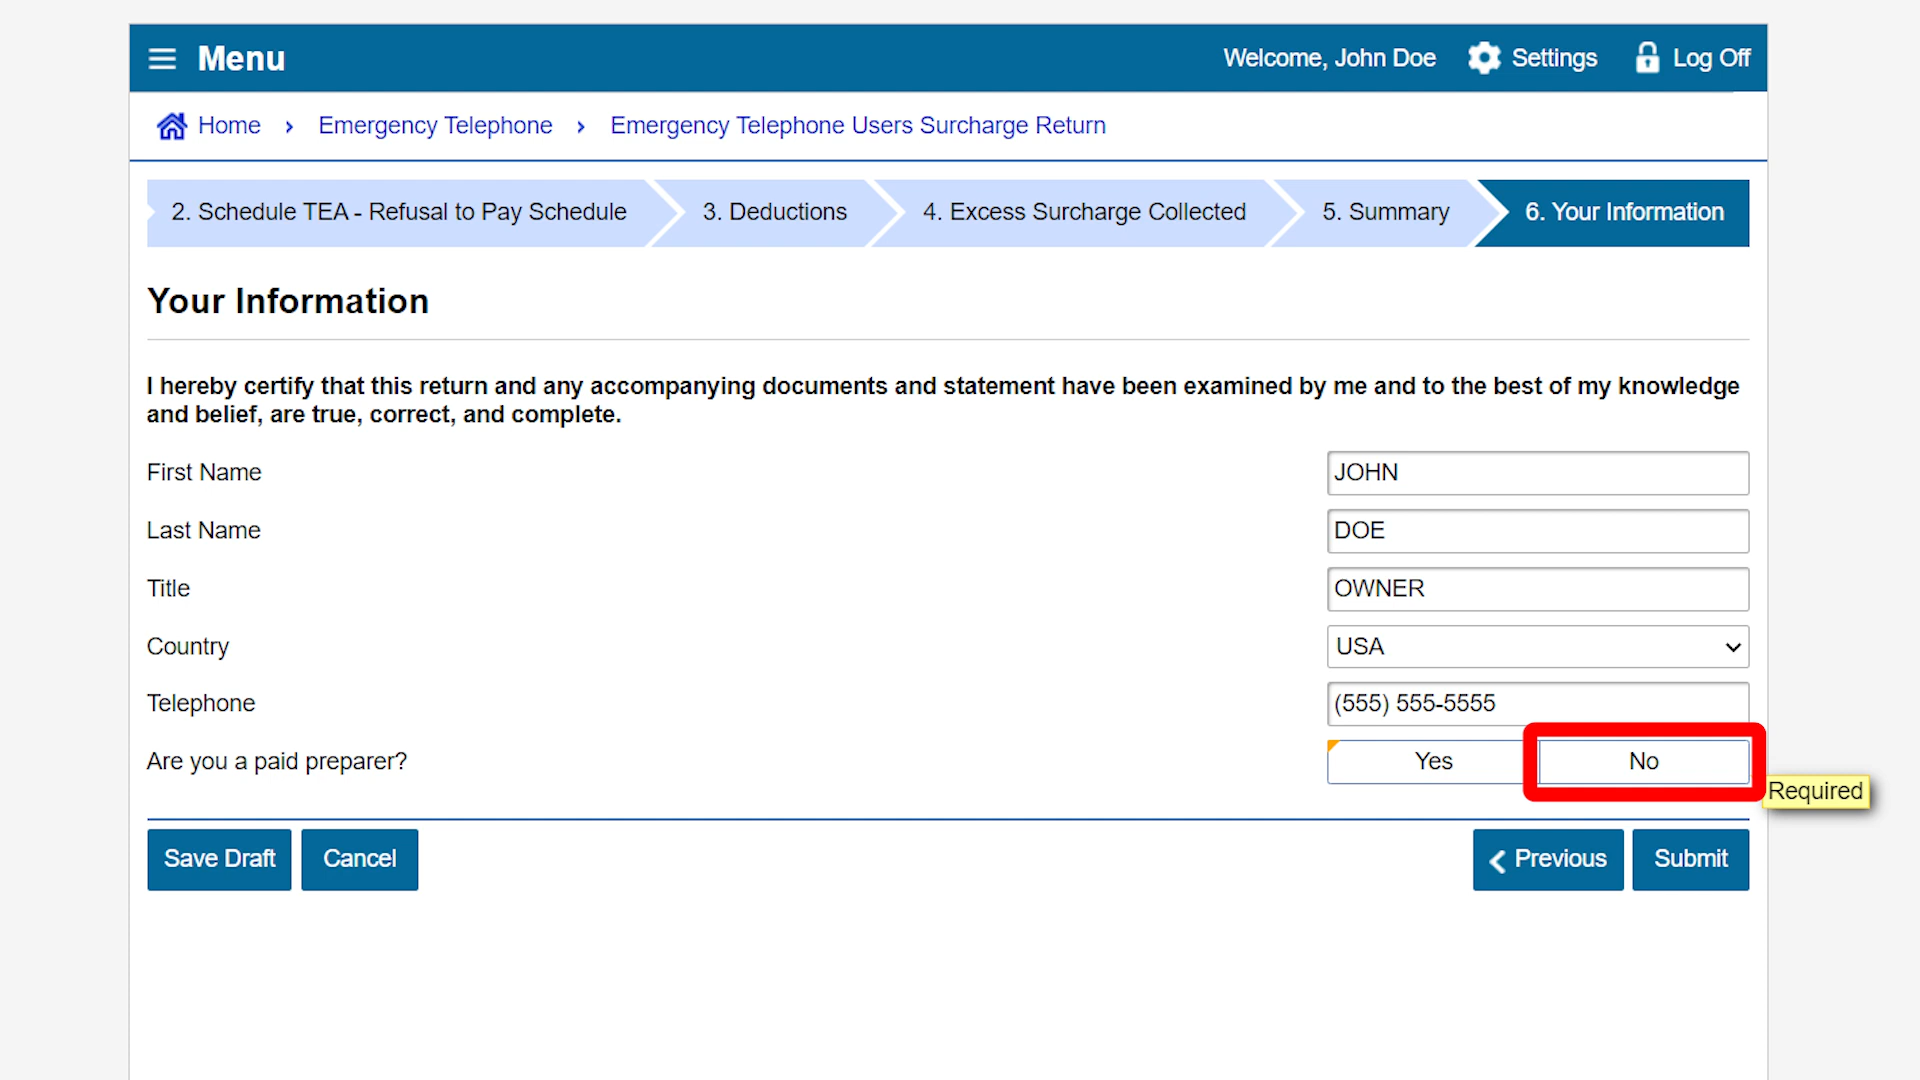 Menu
Welcome, John Doe
Settings
Log Off
Home › Emergency Telephone › Emergency Telephone Users Surcharge Return
2. Schedule TEA - Refusal to Pay Schedule
3. Deductions
4. Excess Surcharge Collected
5. Summary
6. Your Information
Your Information
I hereby certify that this return and any accompanying documents and statement have been examined by me and to the best of my knowledge
and belief, are true, correct, and complete.
First Name
JOHN
Last Name
DOE
Title
OWNER
Country
USA
Telephone
(555) 555-5555
Are you a paid preparer?
Yes
No
Required
Save Draft
Cancel
Previous
Submit